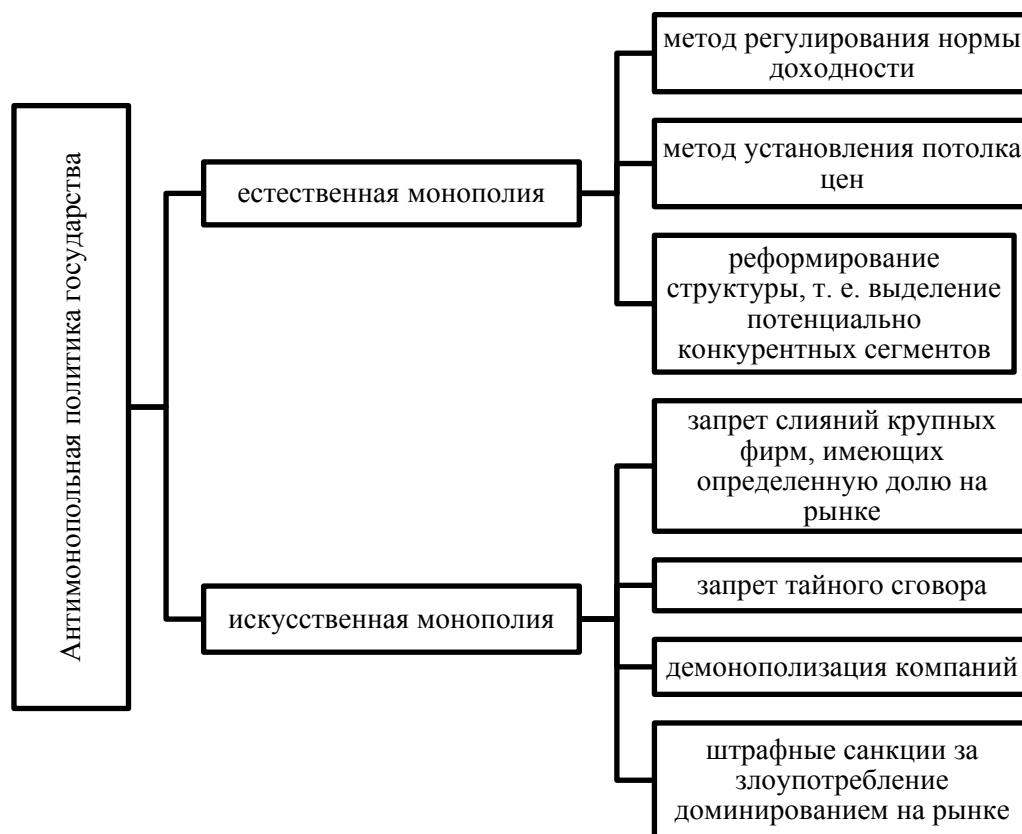 Антимонопольная политика государства
естественная монополия
метод регулирования нормы
доходности
метод установления потолка
цен
реформирование
структуры, т. е. выделение
потенциально
конкурентных сегментов
искусственная монополия
запрет слияний крупных
фирм, имеющих
определенную долю на
рынке
запрет тайного сговора
демонополизация компаний
штрафные санкции за
злоупотребление
доминированием на рынке